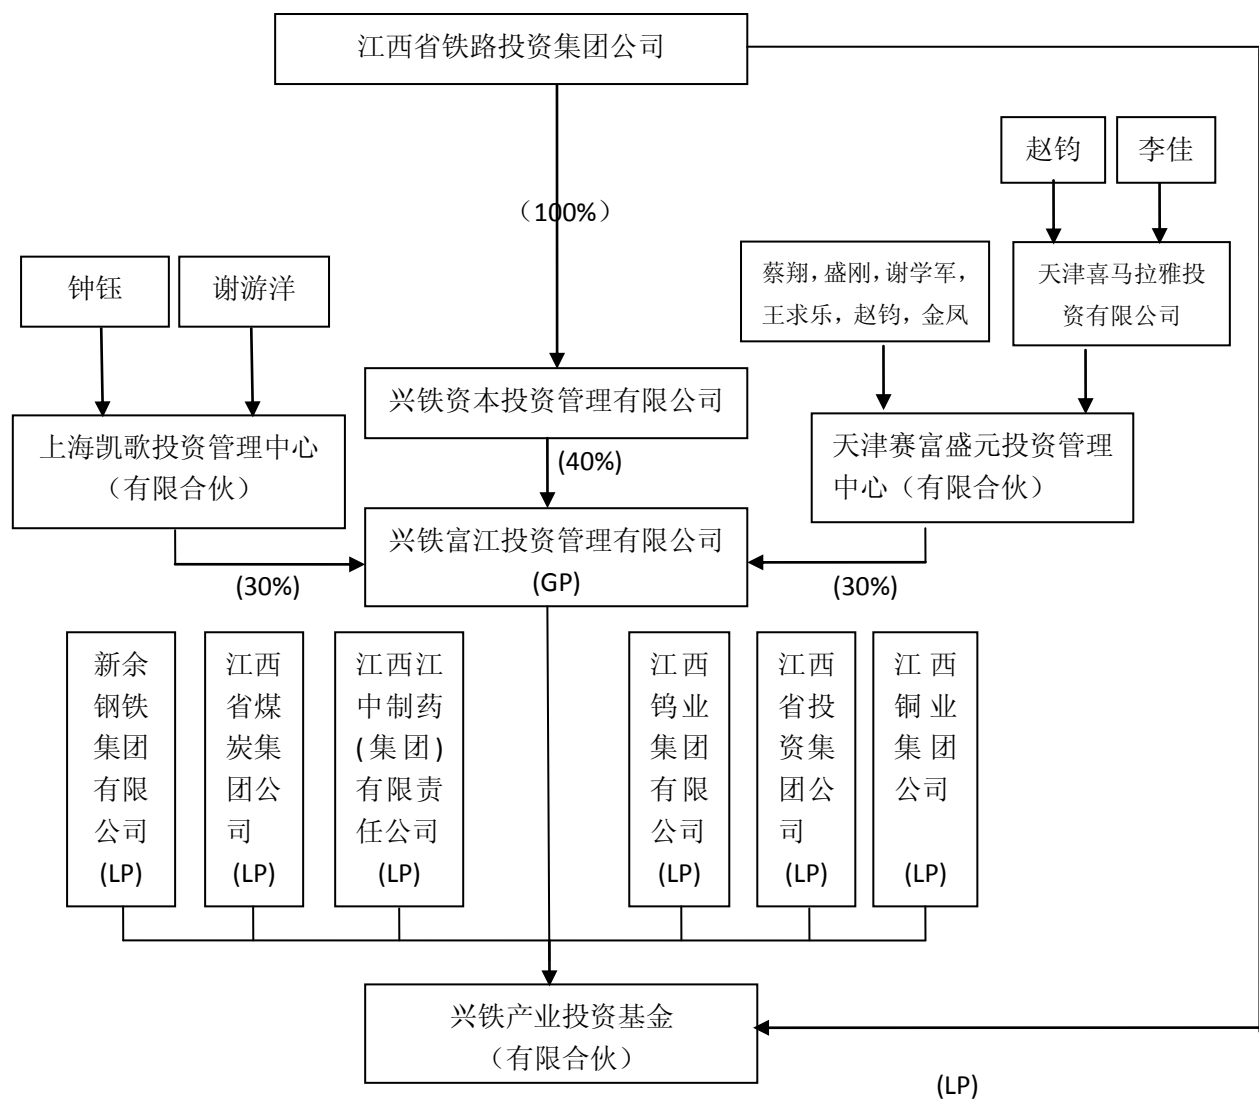 江西省铁路投资集团公司
赵钧
李佳
（100%）
钟钰
谢游洋
蔡翔，盛刚，谢学军，
王求乐，赵钧，金凤
天津喜马拉雅投
资有限公司
兴铁资本投资管理有限公司
上海凯歌投资管理中心
（有限合伙）
(40%)
天津赛富盛元投资管理
中心（有限合伙）
兴铁富江投资管理有限公司
(GP)
(30%)
(30%)
新余
钢铁
集团
有限
公司
(LP)
江西
省煤
炭集
团公
司
(LP)
江西江
中制药
(集团)
有限责
任公司
(LP)
江西
钨业
集团
有限
公司
(LP)
江西
省投
资集
团公
司
(LP)
江西
铜业
集团
公司
(LP)
兴铁产业投资基金
（有限合伙）
(LP)